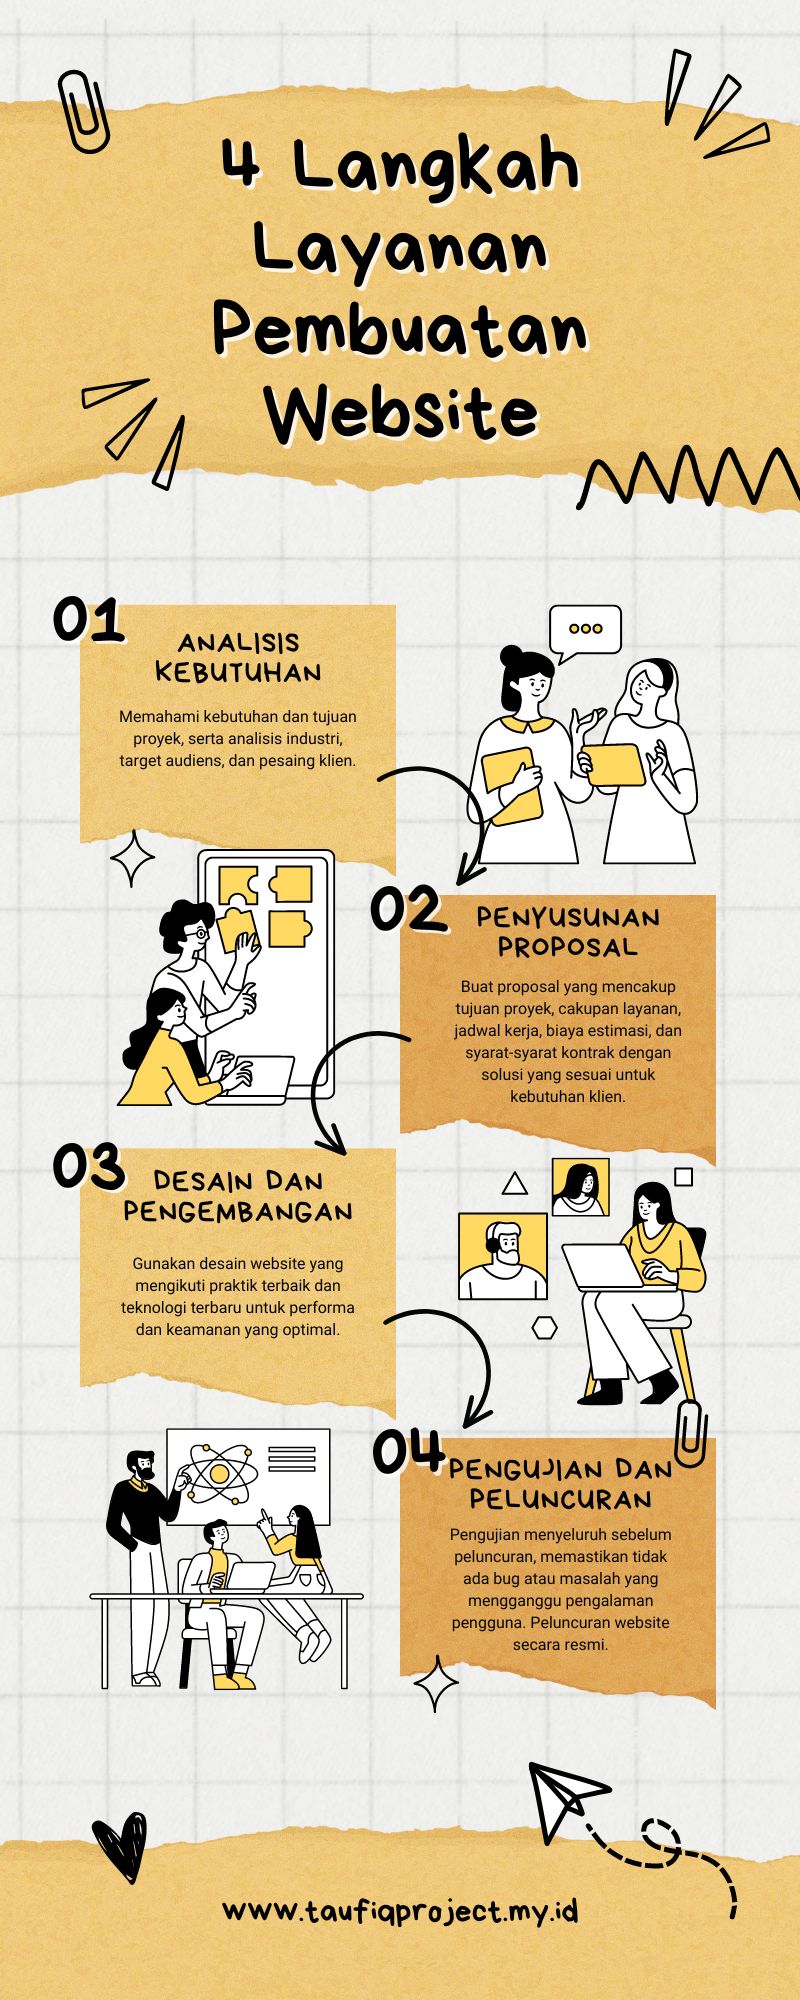 4 Langkah
Layanan
Pembuatan
Website
01
ANALISIS
KEBUTUHAN
Memahami kebutuhan dan tujuan
proyek, serta analisis industri,
target audiens, dan pesaing klien.
02
PENYUSUNAN
PROPOSAL
Buat proposal yang mencakup
tujuan proyek, cakupan layanan,
jadwal kerja, biaya estimasi, dan
syarat-syarat kontrak dengan
solusi yang sesuai untuk
kebutuhan klien.
03
DESAIN DAN
PENGEMBANGAN
Gunakan desain website yang
mengikuti praktik terbaik dan
teknologi terbaru untuk performa
dan keamanan yang optimal.
04
PENGUJIAN DAN
PELUNCURAN
Pengujian menyeluruh sebelum
peluncuran, memastikan tidak
ada bug atau masalah yang
mengganggu pengalaman
pengguna. Peluncuran website
secara resmi.
www.taufiqproject.my.id